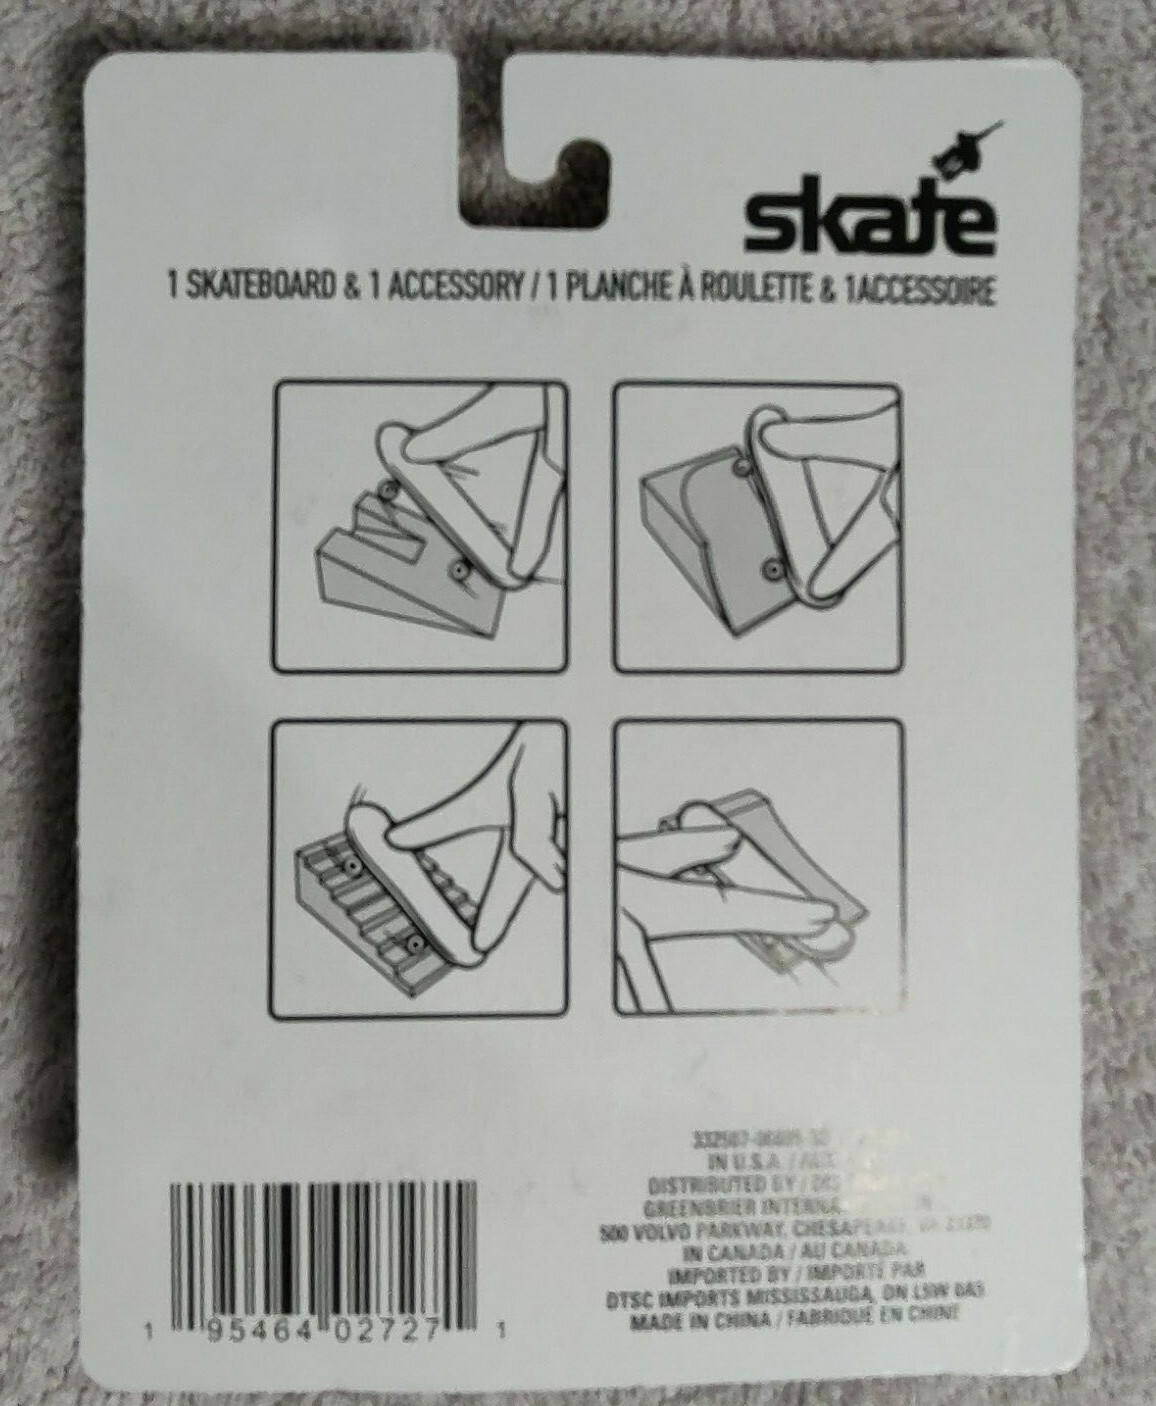 skate
1 SKATEBOARD & 1 ACCESSORY / 1 PLANCHE À ROULETTE & 1ACCESSOIRE
IN U.S.A. /
DISTRIBUTED BY /
GREENBRIER
500 VOLVO PARKWAY, CHESAPEAKE,
IN CANADA / AU CANADA
IMPORTED BY / IMPORTÉ PAR
DTSC IMPORTS MISSISSAUGA, ON L5W 0A5
MADE IN CHINA / FABRIQUÉ EN CHINE
1 95464 02727 1